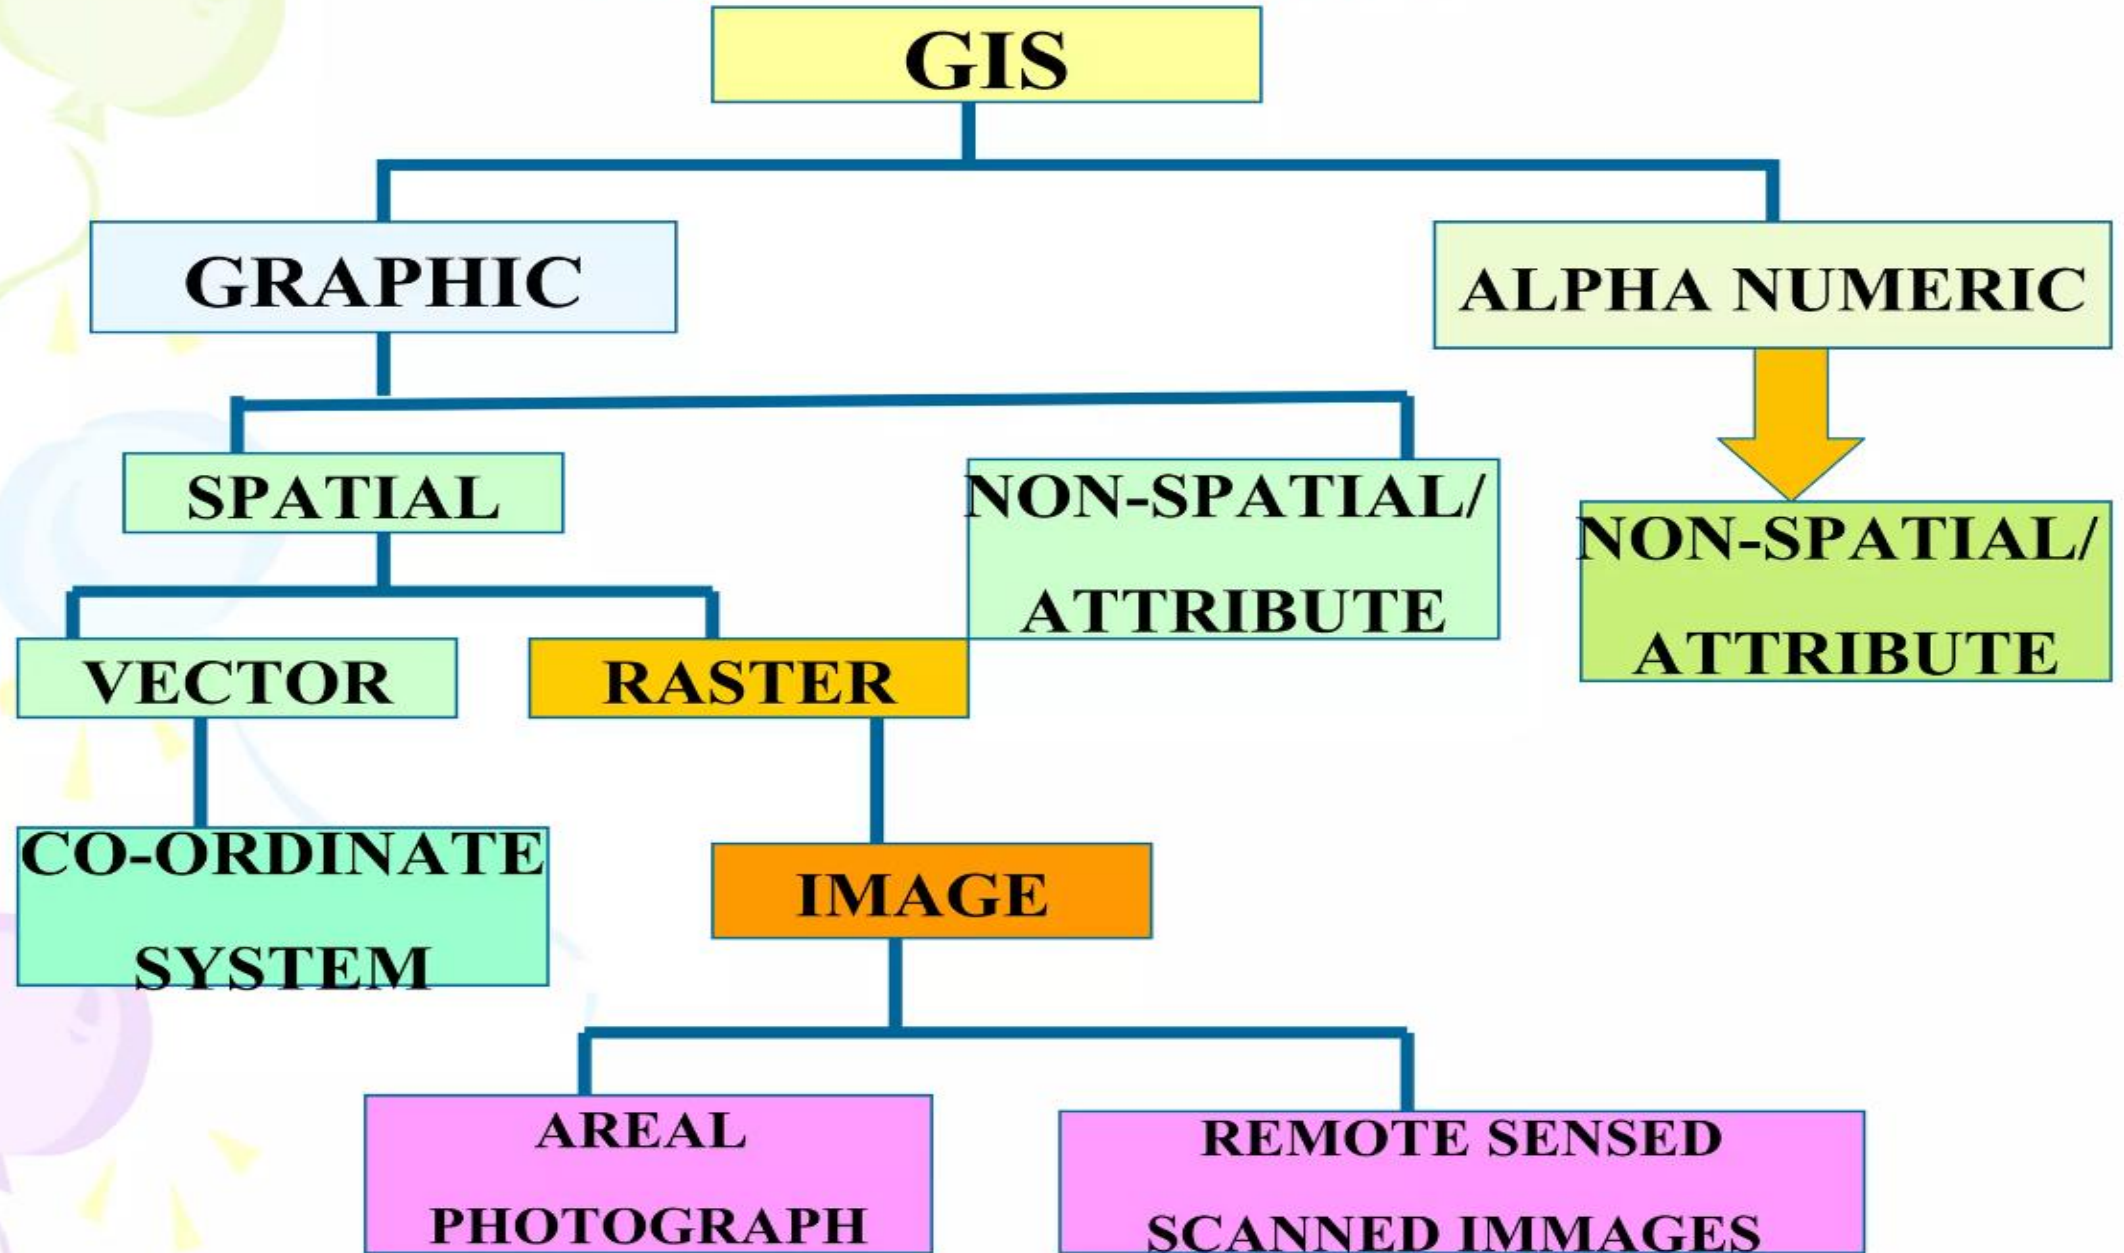 GIS
GRAPHIC
ALPHA NUMERIC
SPATIAL
NON-SPATIAL/
ATTRIBUTE
NON-SPATIAL/
ATTRIBUTE
VECTOR
RASTER
CO-ORDINATE
SYSTEM
IMAGE
AREAL
PHOTOGRAPH
REMOTE SENSED
SCANNED IMMAGES